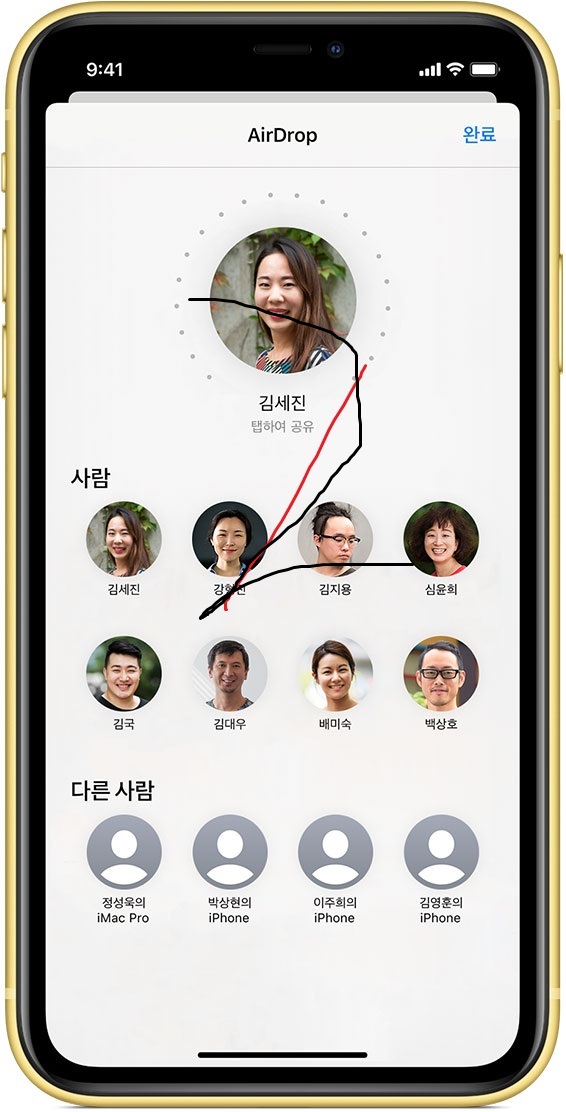 9:41
AirDrop
완료
김세진
탭하여 공유
사람
김세진
강현진
김지용
심윤희
김국
김대우
배미숙
백상호
다른 사람
정성욱의
iMac Pro
박상현의
iPhone
이주희의
iPhone
김영훈의
iPhone